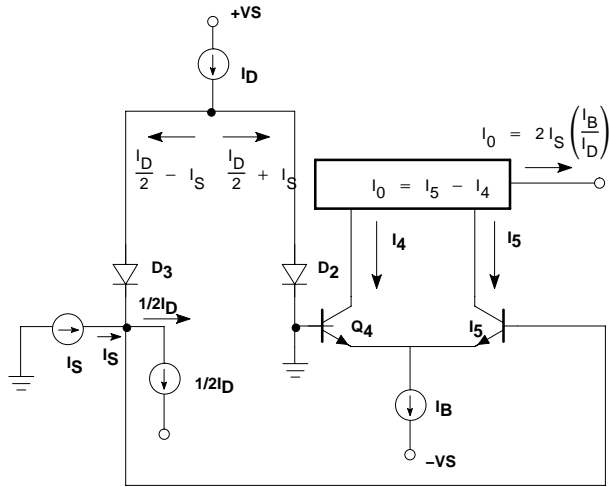 +VS
I_D
I_0 = 2 I_S (I_B/I_D)
I_D/2 − I_S
I_D/2 + I_S
I_0 = I_5 − I_4
I_4
I_5
D_3
D_2
1/2I_D
Q_4
I_5
I_S
I_S
1/2I_D
I_B
−VS